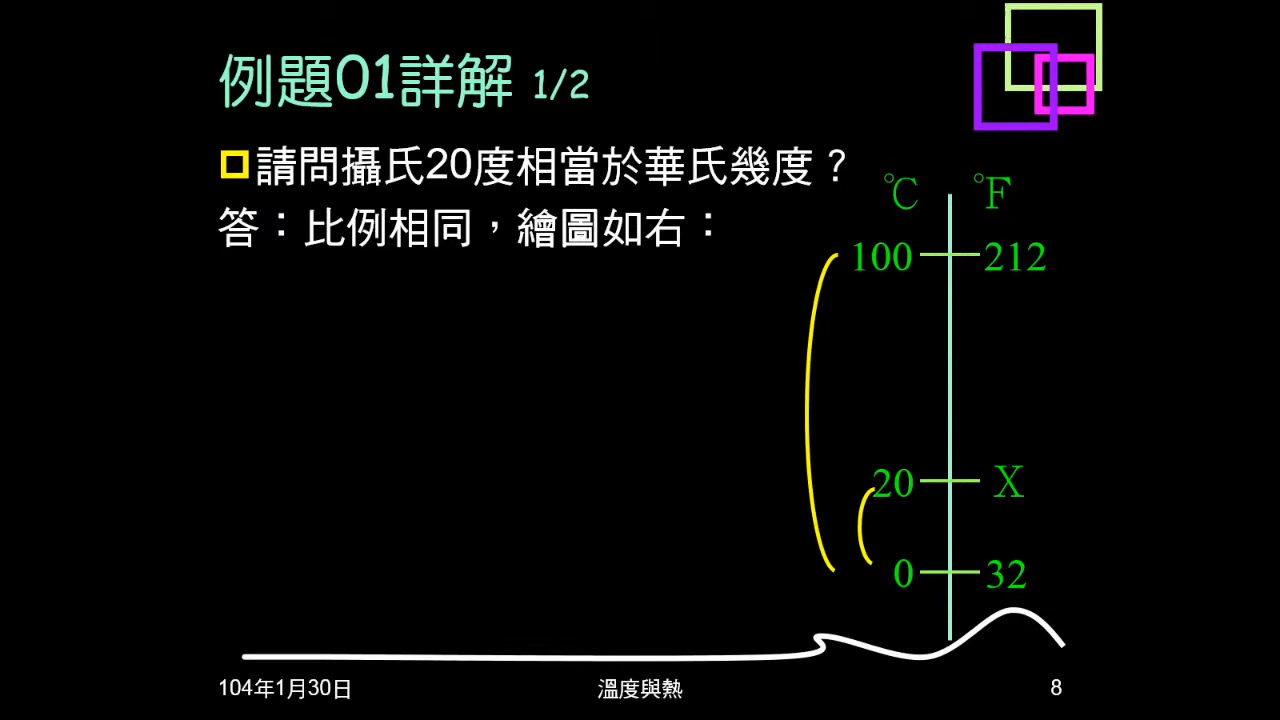 例題01詳解 1/2
請問攝氏20度相當於華氏幾度？
答：比例相同，繪圖如右：
℃ ℉
100 212
20 X
0 32
104年1月30日 溫度與熱 8